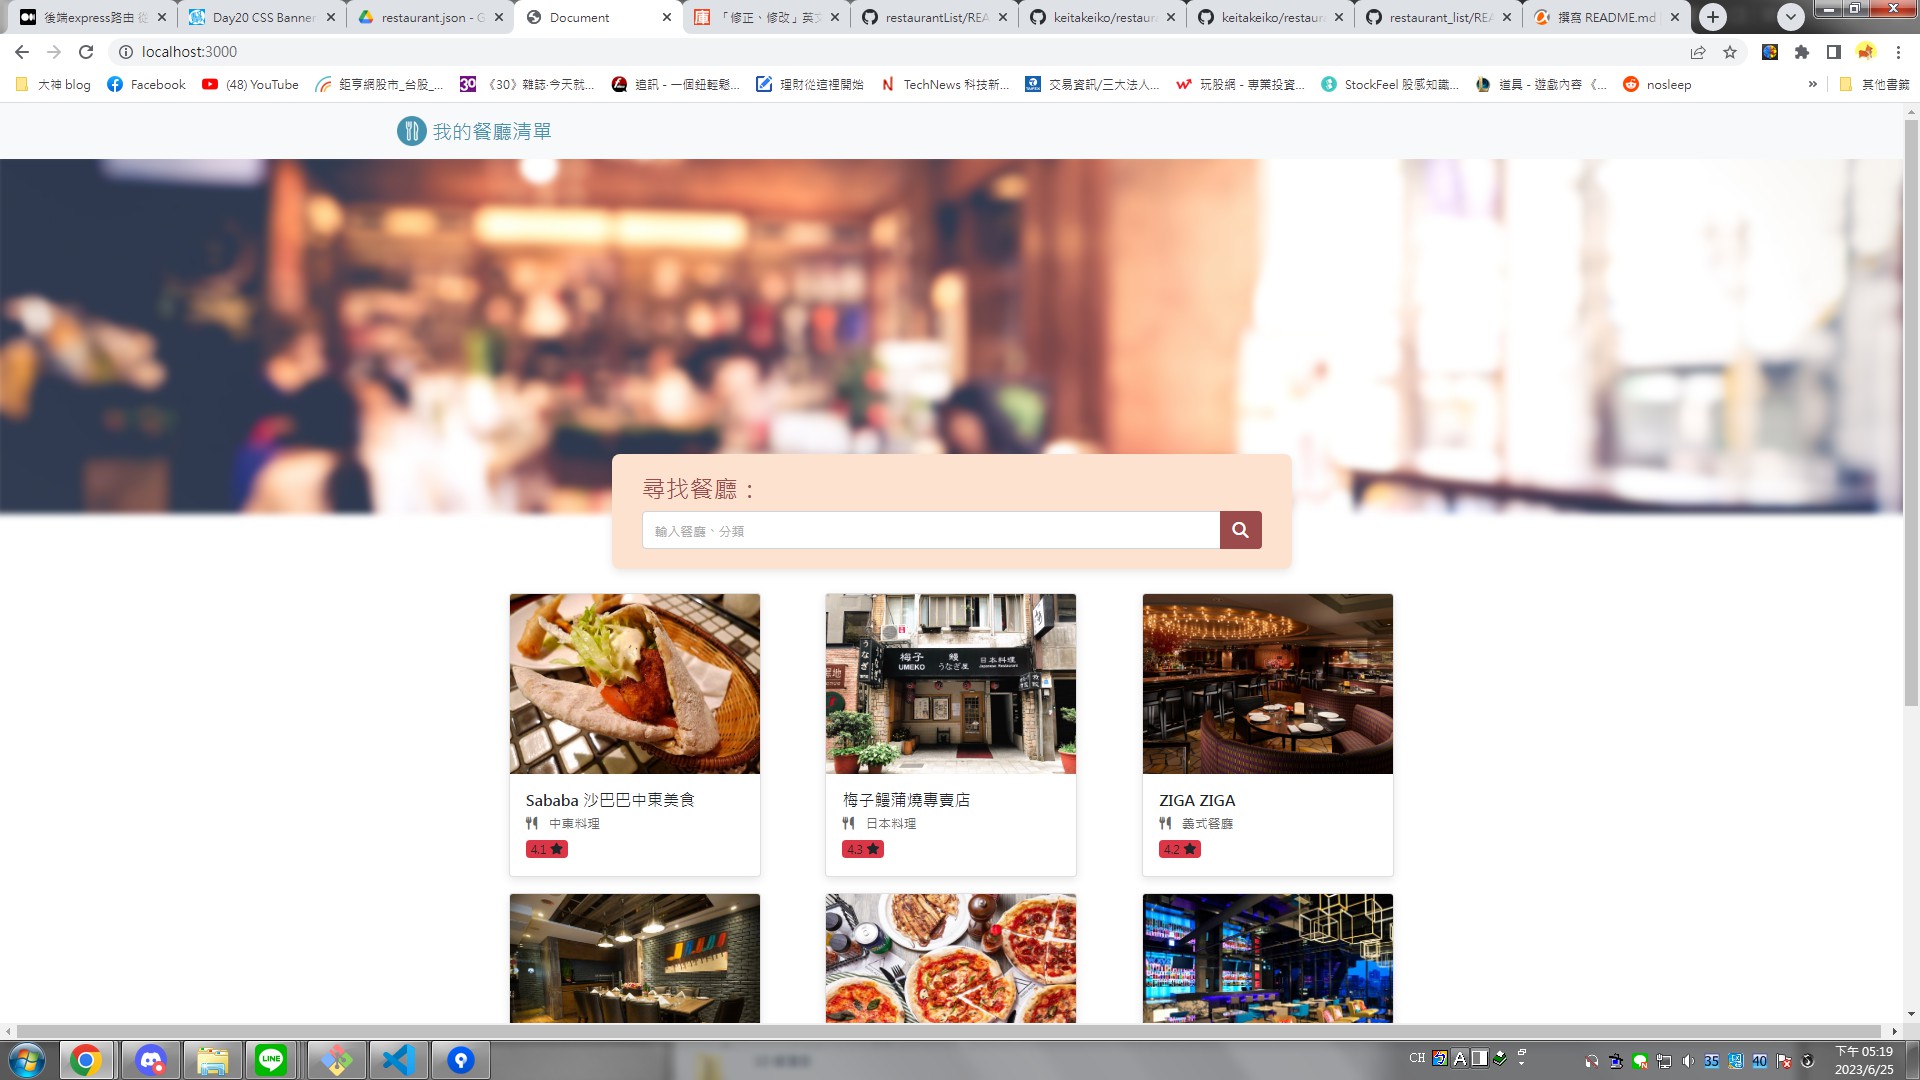 後端express路由 從
Day20 CSS Banner
restaurant.json - G
Document
「修正、修改」英文
restaurantList/REA
keitakeiko/restaur
keitakeiko/restaur
restaurant_list/REA
撰寫 README.md
localhost:3000
大神 blog
Facebook
(48) YouTube
鉅亨網股市_台股_...
《30》雜誌‧今天就...
追訊 - 一個鈕輕鬆...
理財從這裡開始
TechNews 科技新...
交易資訊/三大法人...
玩股網 - 專業投資...
StockFeel 股感知識...
道具 - 遊戲內容《...
nosleep
其他書籤
我的餐廳清單
尋找餐廳：
輸入餐廳、分類
梅子 鰻 日本料理
UMEKO うなぎ屋 Japanese Restaurant
Sababa 沙巴巴中東美食
中東料理
4.1
梅子鰻蒲燒專賣店
日本料理
4.3
ZIGA ZIGA
義式餐廳
4.2
CH
35
40
下午 05:19
2023/6/25